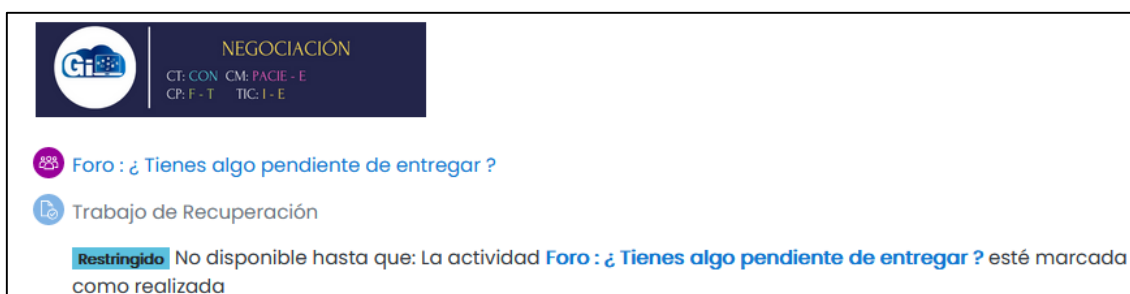 Gi
NEGOCIACIÓN
CT: CON CM: PACIE - E
CP: F - T TIC: I - E
Foro : ¿ Tienes algo pendiente de entregar ?
Trabajo de Recuperación
Restringido No disponible hasta que: La actividad Foro : ¿ Tienes algo pendiente de entregar ? esté marcada
como realizada